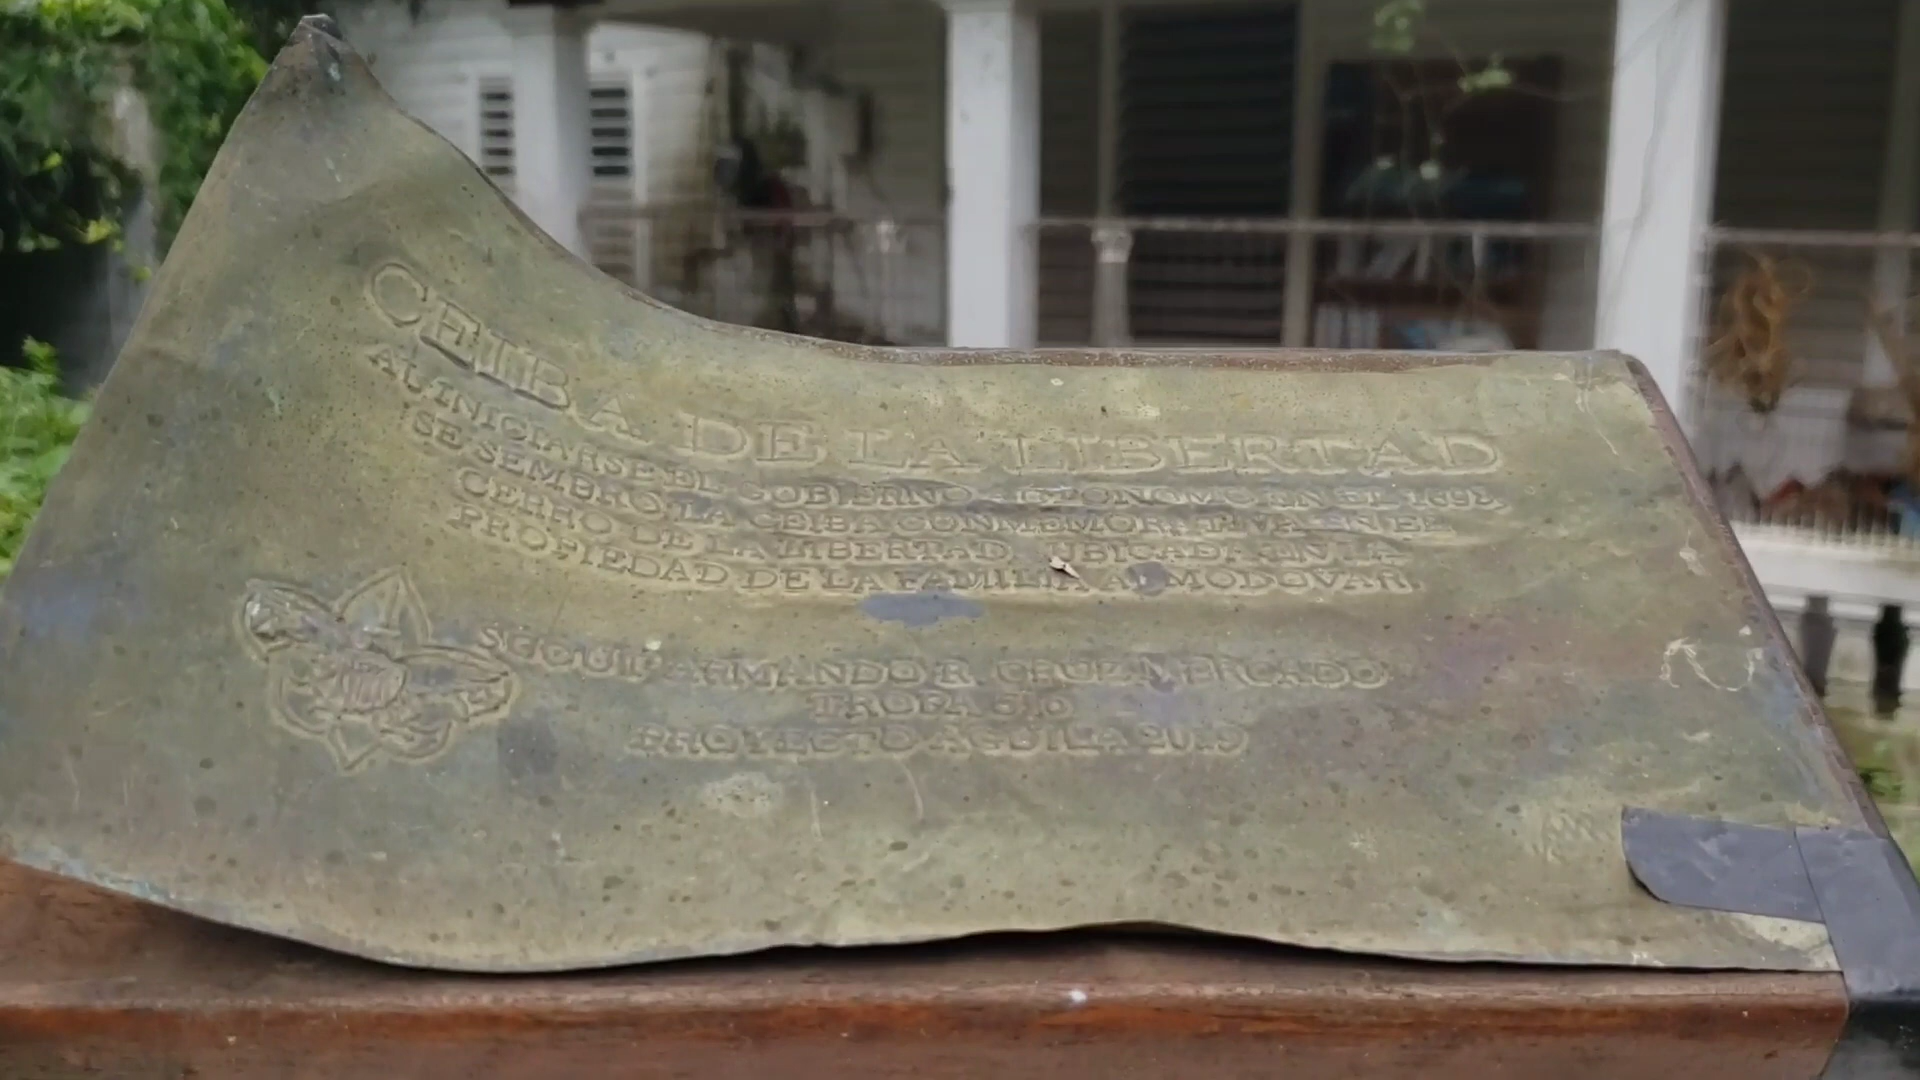 CEIBA DE LA LIBERTAD
AL INICIARSE EL GOBIERNO AUTONOMO EN EL 1898,
SE SEMBRO LA CEIBA CONMEMORATIVA EN EL
CERRO DE LA LIBERTAD, UBICADA EN LA
PROPIEDAD DE LA FAMILIA ALMODOVAR.
SCOUT ARMANDO R. CRUZ MERCADO
TROPA
PROYECTO AGUILA 2019